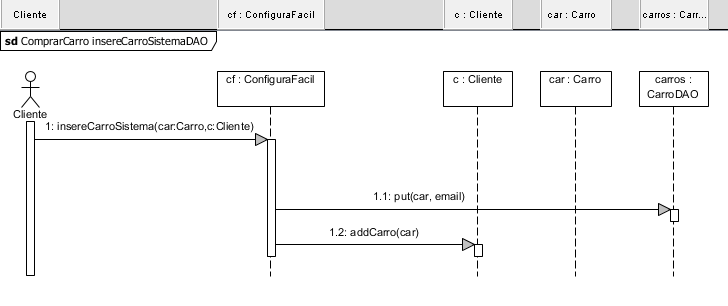 Cliente
cf : ConfiguraFacil
c : Cliente
car : Carro
carros : Carr...
sd ComprarCarro insereCarroSistemaDAO
Cliente
cf : ConfiguraFacil
c : Cliente
car : Carro
carros :
CarroDAO
1: insereCarroSistema(car:Carro,c:Cliente)
1.1: put(car, email)
1.2: addCarro(car)